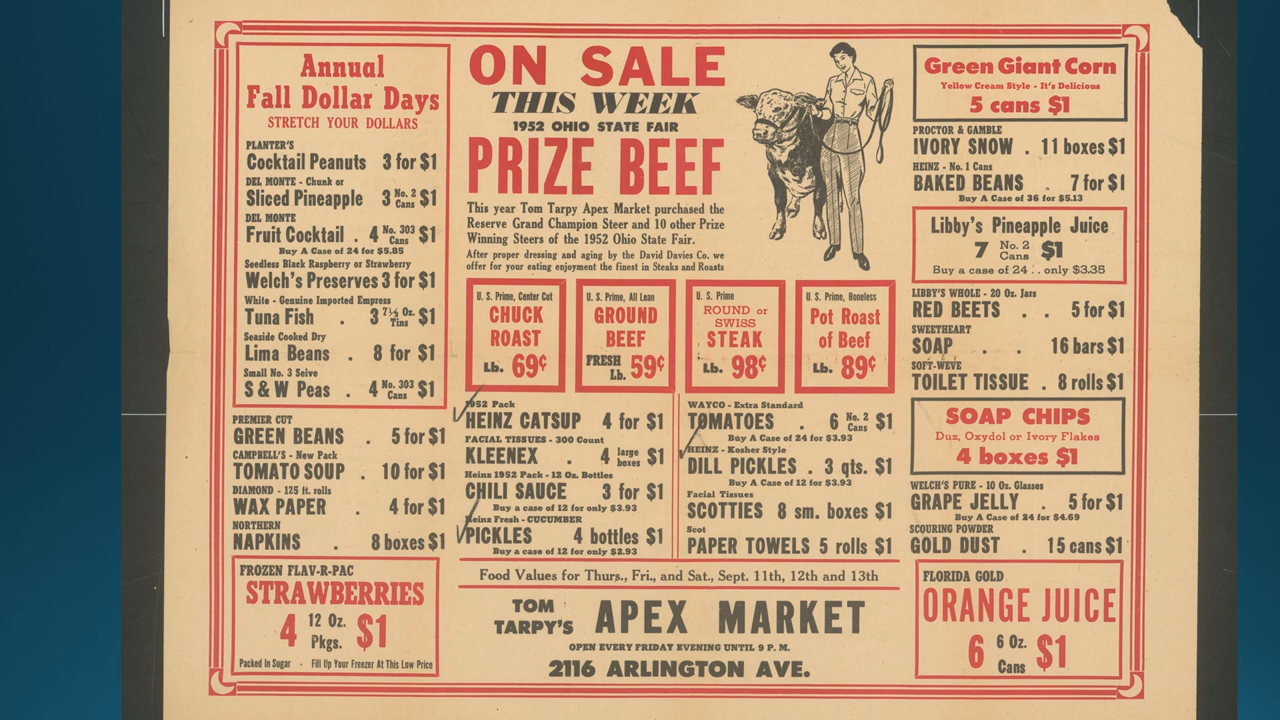 Annual
Fall Dollar Days
STRETCH YOUR DOLLARS
PLANTER'S
Cocktail Peanuts 3 for $1
DEL MONTE - Chunk or
Sliced Pineapple 3 No. 2 Cans $1
DEL MONTE
Fruit Cocktail . 4 No. 303 Cans $1
Buy A Case of 24 for $5.85
Seedless Black Raspberry or Strawberry
Welch's Preserves 3 for $1
White - Genuine Imported Empress
Tuna Fish . 3 7½ Oz. Tins $1
Seaside Cooked Dry
Lima Beans . 8 for $1
Small No. 3 Seive
S & W Peas . 4 No. 303 Cans $1
PREMIER CUT
GREEN BEANS . 5 for $1
CAMPBELL'S - New Pack
TOMATO SOUP . 10 for $1
DIAMOND - 125 ft. rolls
WAX PAPER . 4 for $1
NORTHERN
NAPKINS . 8 boxes $1
FROZEN FLAV-R-PAC
STRAWBERRIES
4 12 Oz. Pkgs. $1
Packed In Sugar · Fill Up Your Freezer At This Low Price
ON SALE
THIS WEEK
1952 OHIO STATE FAIR
PRIZE BEEF
This year Tom Tarpy Apex Market purchased the
Reserve Grand Champion Steer and 10 other Prize
Winning Steers of the 1952 Ohio State Fair.
After proper dressing and aging by the David Davies Co. we
offer for your eating enjoyment the finest in Steaks and Roasts
U. S. Prime, Center Cut
CHUCK
ROAST
Lb. 69¢
U. S. Prime, All Lean
GROUND
BEEF
FRESH Lb. 59¢
U. S. Prime
ROUND or
SWISS
STEAK
Lb. 98¢
U. S. Prime, Boneless
Pot Roast
of Beef
Lb. 89¢
1952 Pack
HEINZ CATSUP 4 for $1
FACIAL TISSUES - 300 Count
KLEENEX . 4 large boxes $1
Heinz 1952 Pack - 12 Oz. Bottles
CHILI SAUCE 3 for $1
Buy a case of 12 for only $3.93
Heinz Fresh - CUCUMBER
PICKLES 4 bottles $1
Buy a case of 12 for only $2.93
WAYCO - Extra Standard
TOMATOES . 6 No. 2 Cans $1
Buy A Case of 24 for $3.93
HEINZ - Kosher Style
DILL PICKLES . 3 qts. $1
Buy A Case of 12 for $3.93
Facial Tissues
SCOTTIES 8 sm. boxes $1
Scot
PAPER TOWELS 5 rolls $1
Food Values for Thurs., Fri., and Sat., Sept. 11th, 12th and 13th
TOM
TARPY'S APEX MARKET
OPEN EVERY FRIDAY EVENING UNTIL 9 P. M.
2116 ARLINGTON AVE.
Green Giant Corn
Yellow Cream Style - It's Delicious
5 cans $1
PROCTOR & GAMBLE
IVORY SNOW . 11 boxes $1
HEINZ - No. 1 Cans
BAKED BEANS . 7 for $1
Buy A Case of 36 for $5.13
Libby's Pineapple Juice
7 No. 2 Cans $1
Buy a case of 24 . . only $3.35
LIBBY'S WHOLE - 20 Oz. Jars
RED BEETS . . 5 for $1
SWEETHEART
SOAP . . 16 bars $1
SOFT-WEVE
TOILET TISSUE . 8 rolls $1
SOAP CHIPS
Duz, Oxydol or Ivory Flakes
4 boxes $1
WELCH'S PURE - 10 Oz. Glasses
GRAPE JELLY . 5 for $1
Buy A Case of 24 for $4.69
SCOURING POWDER
GOLD DUST . 15 cans $1
FLORIDA GOLD
ORANGE JUICE
6 6 Oz. Cans $1